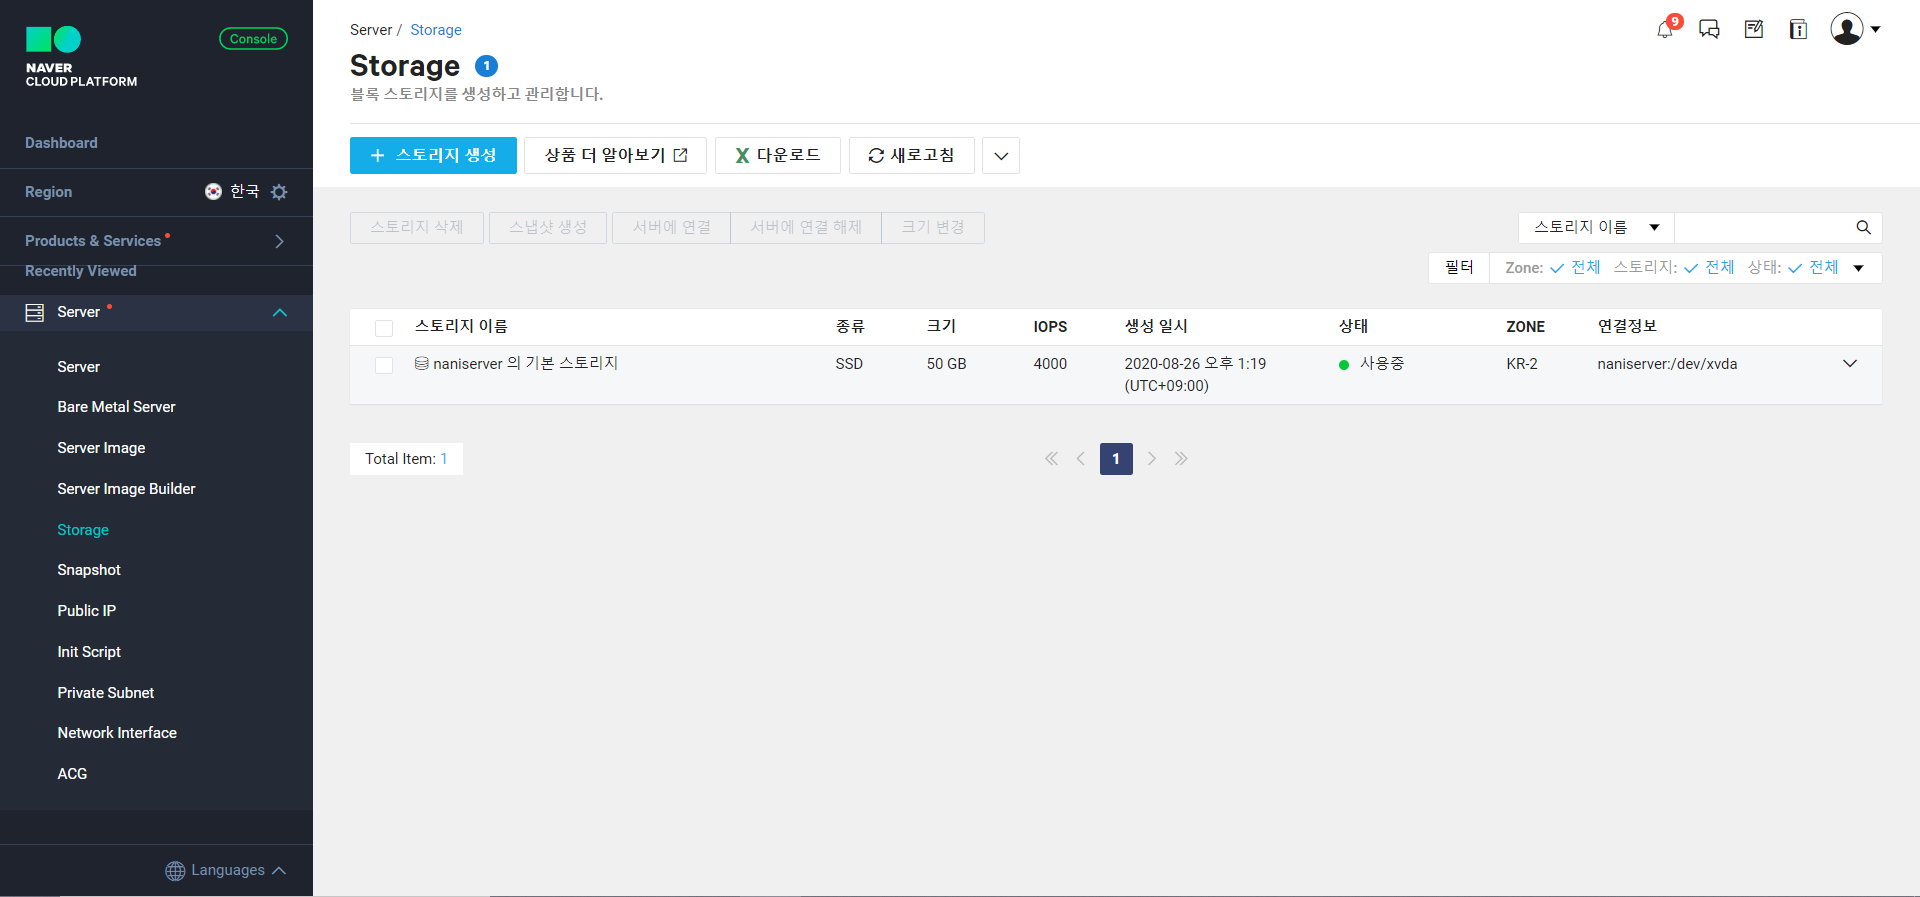 NAVER
CLOUD PLATFORM
Console
Dashboard
Region 한국
Products & Services
Recently Viewed
Server
Server
Bare Metal Server
Server Image
Server Image Builder
Storage
Snapshot
Public IP
Init Script
Private Subnet
Network Interface
ACG
Languages
Server / Storage
9
Storage 1
블록 스토리지를 생성하고 관리합니다.
+ 스토리지 생성 상품 더 알아보기 다운로드 새로고침
스토리지 삭제 스냅샷 생성 서버에 연결 서버에 연결 해제 크기 변경
스토리지 이름
필터 Zone: 전체 스토리지: 전체 상태: 전체
스토리지 이름 종류 크기 IOPS 생성 일시 상태 ZONE 연결정보
naniserver 의 기본 스토리지 SSD 50 GB 4000 2020-08-26 오후 1:19 사용중 KR-2 naniserver:/dev/xvda
(UTC+09:00)
Total Item: 1
1